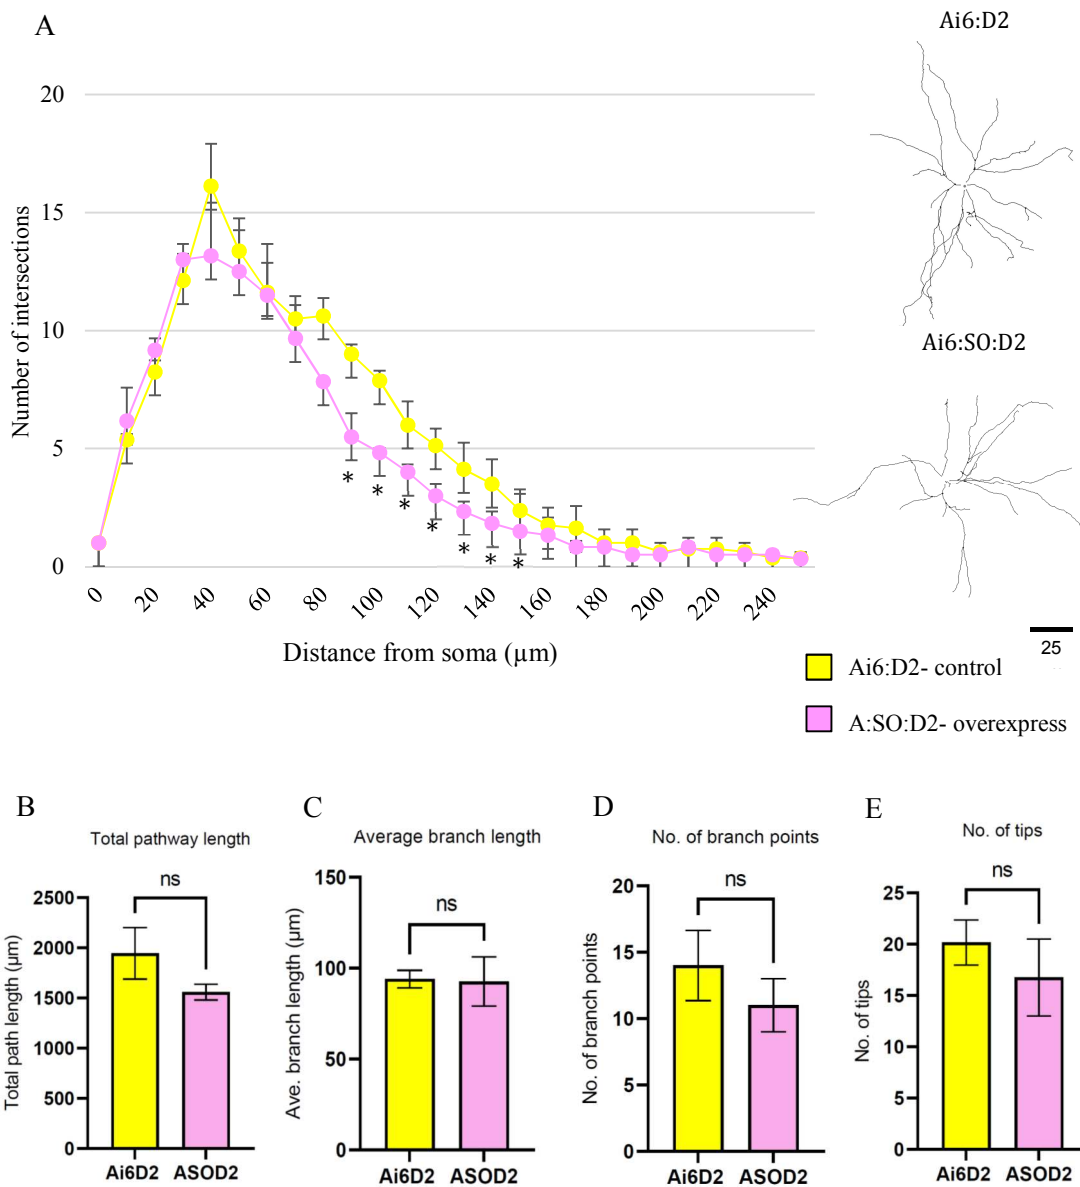 A
Ai6:D2
20
15
10
5
0
Number of intersections
* * * * * * *
0 20 40 60 80 100 120 140 160 180 200 220 240
Distance from soma (µm)
Ai6:SO:D2
25
Ai6:D2- control
A:SO:D2- overexpress
B
Total pathway length
ns
2500
2000
1500
1000
500
0
Total path length (µm)
Ai6D2 ASOD2
C
Average branch length
ns
150
100
50
0
Ave. branch length (µm)
Ai6D2 ASOD2
D
No. of branch points
ns
20
15
10
5
0
No. of branch points
Ai6D2 ASOD2
E
No. of tips
ns
25
20
15
10
5
0
No. of tips
Ai6D2 ASOD2